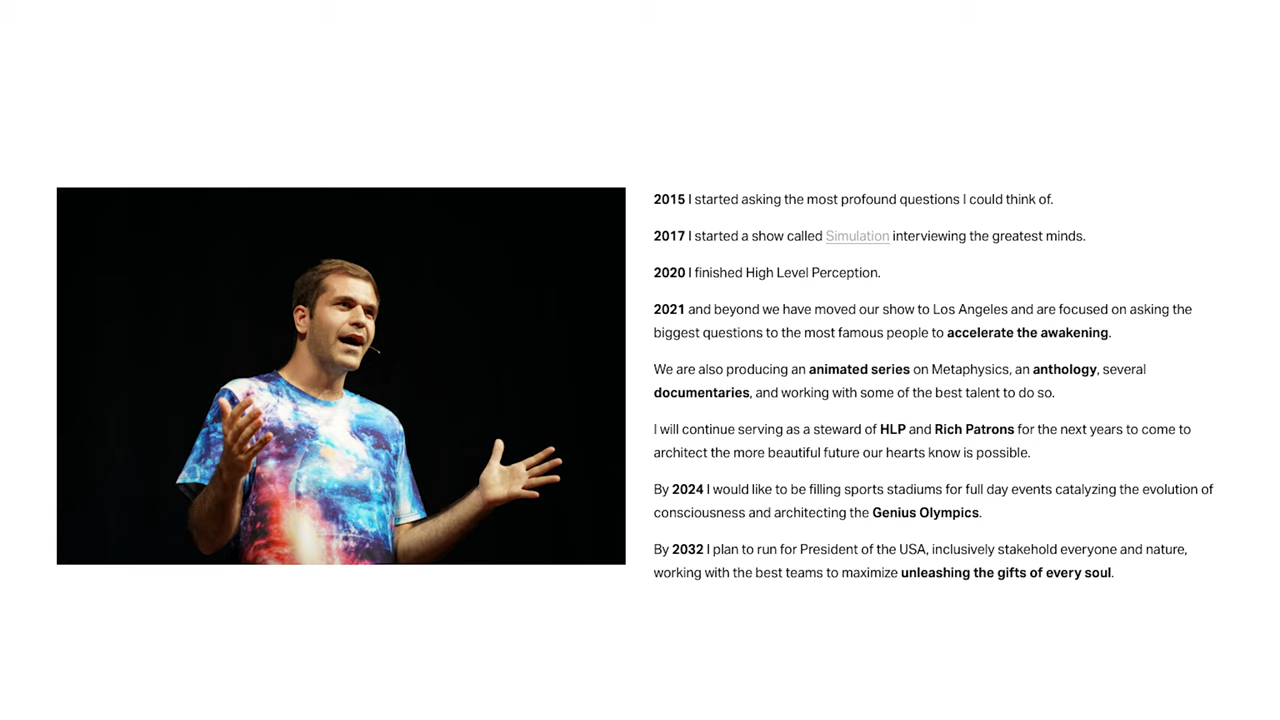 2015 I started asking the most profound questions I could think of.
2017 I started a show called Simulation interviewing the greatest minds.
2020 I finished High Level Perception.
2021 and beyond we have moved our show to Los Angeles and are focused on asking the
biggest questions to the most famous people to accelerate the awakening.
We are also producing an animated series on Metaphysics, an anthology, several
documentaries, and working with some of the best talent to do so.
I will continue serving as a steward of HLP and Rich Patrons for the next years to come to
architect the more beautiful future our hearts know is possible.
By 2024 I would like to be filling sports stadiums for full day events catalyzing the evolution of
consciousness and architecting the Genius Olympics.
By 2032 I plan to run for President of the USA, inclusively stakehold everyone and nature,
working with the best teams to maximize unleashing the gifts of every soul.